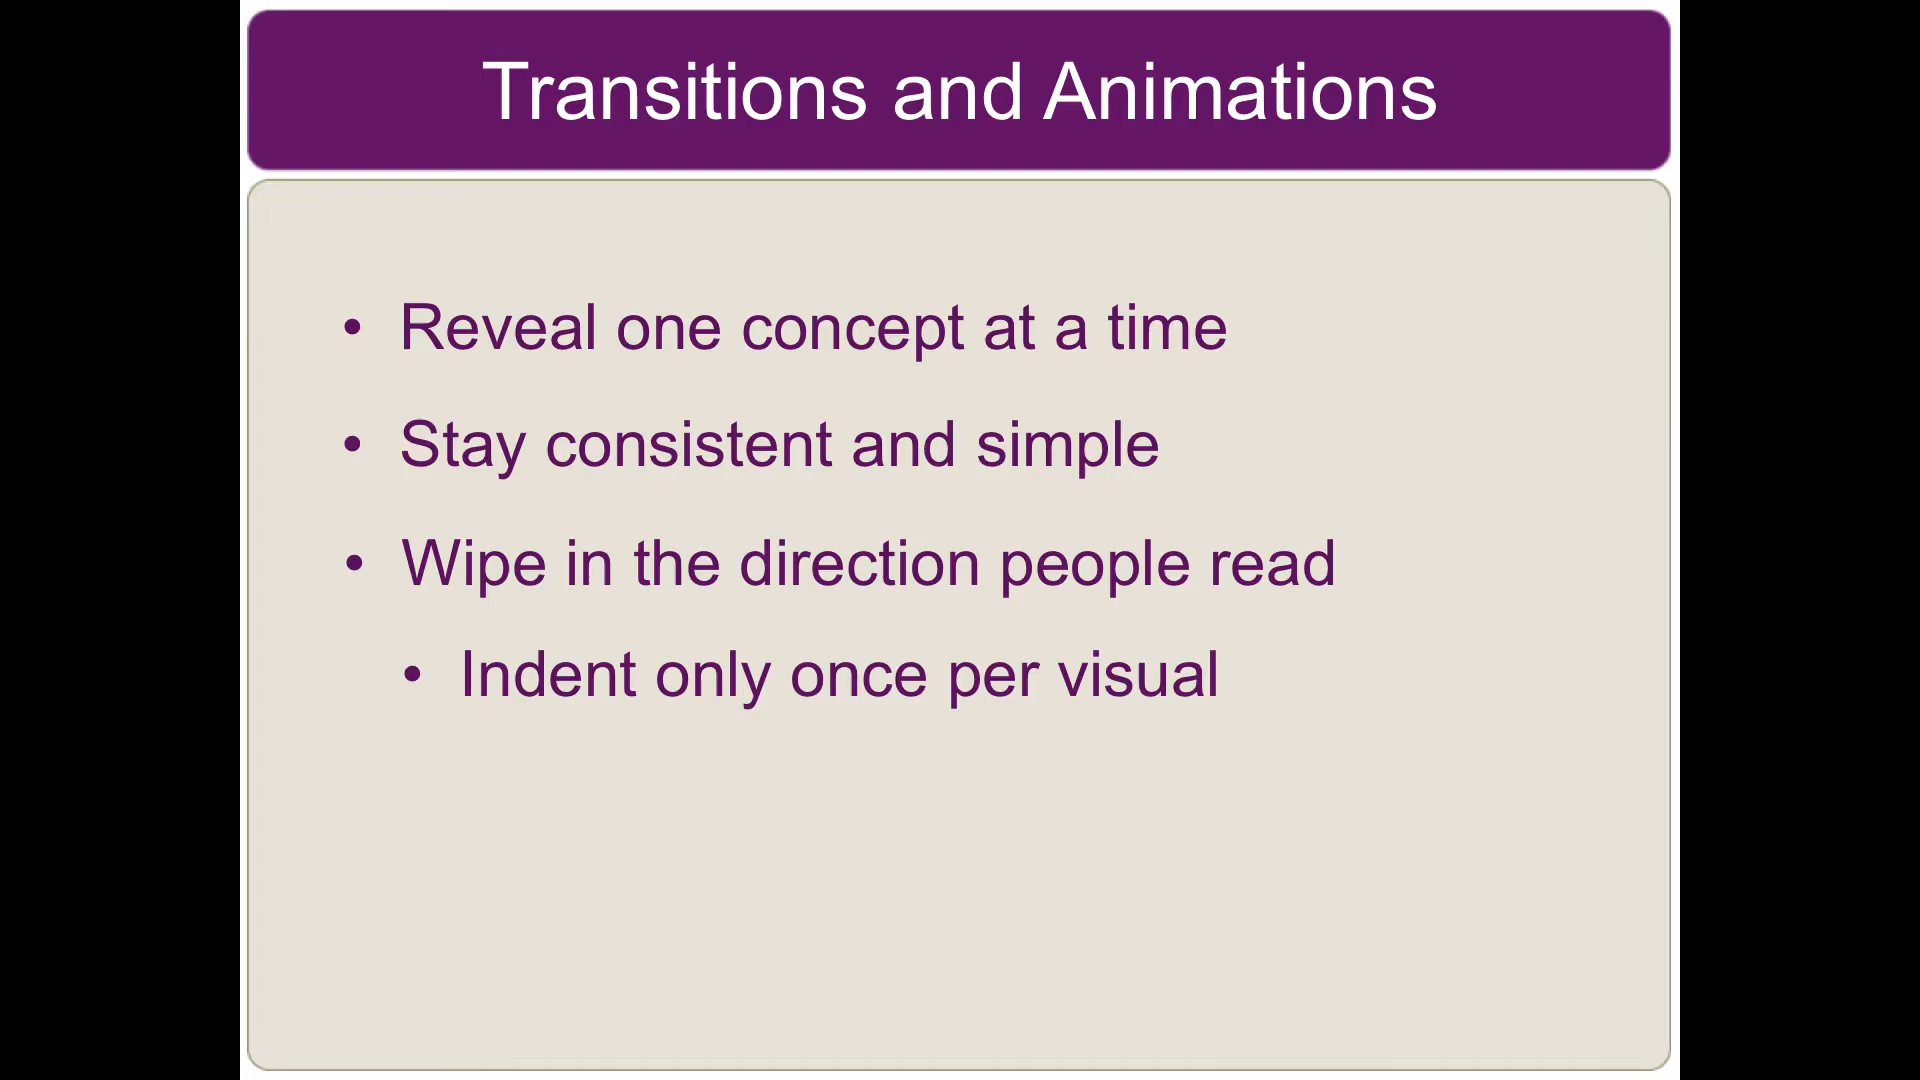 Transitions and Animations
• Reveal one concept at a time
• Stay consistent and simple
• Wipe in the direction people read
• Indent only once per visual